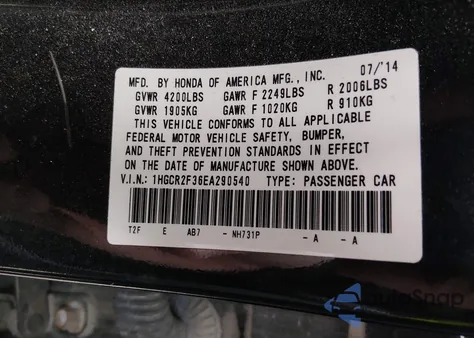 MFD. BY HONDA OF AMERICA MFG., INC. 07/'14
GVWR 4200LBS GAWR F 2249LBS R 2006LBS
GVWR 1905KG GAWR F 1020KG R 910KG
THIS VEHICLE CONFORMS TO ALL APPLICABLE
FEDERAL MOTOR VEHICLE SAFETY, BUMPER,
AND THEFT PREVENTION STANDARDS IN EFFECT
ON THE DATE OF MANUFACTURE SHOWN ABOVE.
V.I.N.: 1HGCR2F36EA290540 TYPE: PASSENGER CAR
T2F E AB7 - NH731P - A - A
AutoSnap